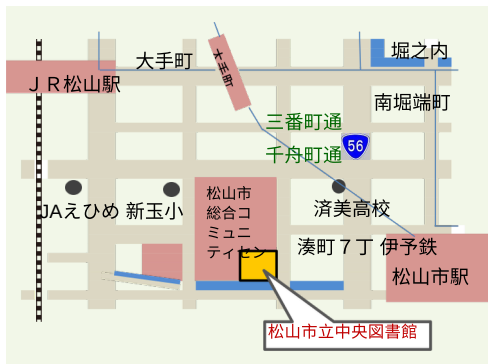 堀之内
大手町
大手町
ＪＲ松山駅
南堀端町
三番町通
56
千舟町通
松山市
総合コ
ミュニ
ティセン
JAえひめ
新玉小
済美高校
湊町７丁
伊予鉄
松山市駅
松山市立中央図書館